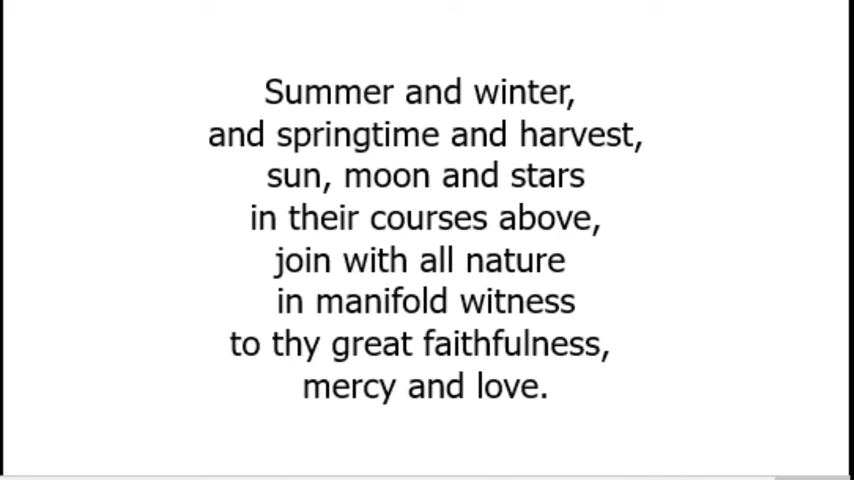 Summer and winter,
and springtime and harvest,
sun, moon and stars
in their courses above,
join with all nature
in manifold witness
to thy great faithfulness,
mercy and love.